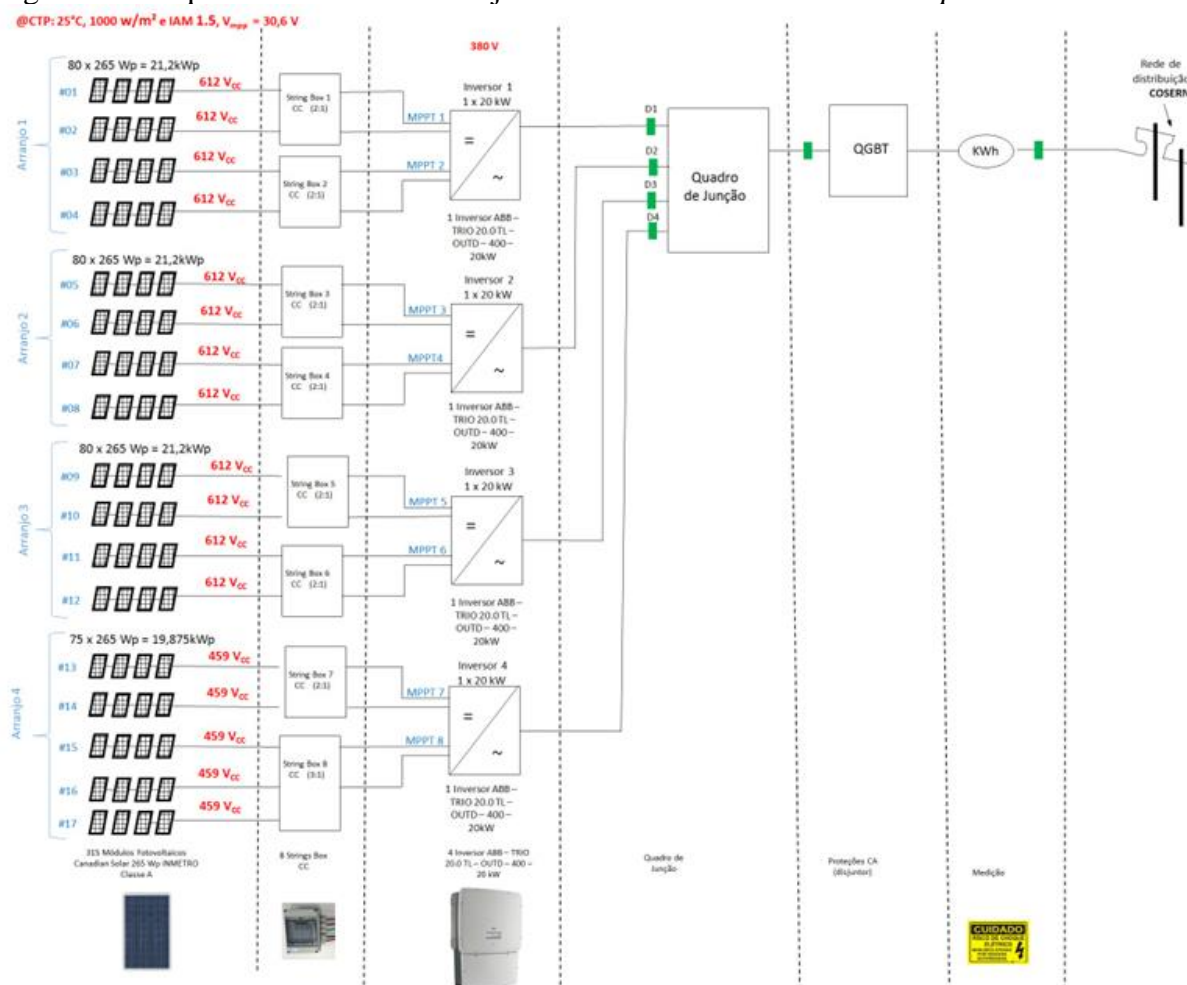 @CTP: 25°C, 1000 w/m² e IAM 1.5, Vmpp = 30,6 V
380 V
Arranjo 1
80 x 265 Wp = 21,2kWp
#01
612 Vcc
#02
612 Vcc
#03
612 Vcc
#04
612 Vcc
String Box 1
CC (2:1)
String Box 2
CC (2:1)
MPPT 1
MPPT 2
Inversor 1
1 x 20 kW
=
~
1 Inversor ABB –
TRIO 20.0 TL –
OUTD – 400 –
20kW
Arranjo 2
80 x 265 Wp = 21,2kWp
#05
612 Vcc
#06
612 Vcc
#07
612 Vcc
#08
612 Vcc
String Box 3
CC (2:1)
String Box 4
CC (2:1)
MPPT 3
MPPT4
Inversor 2
1 x 20 kW
=
~
1 Inversor ABB –
TRIO 20.0 TL –
OUTD – 400 –
20kW
Arranjo 3
80 x 265 Wp = 21,2kWp
#09
612 Vcc
#10
612 Vcc
#11
612 Vcc
#12
612 Vcc
String Box 5
CC (2:1)
String Box 6
CC (2:1)
MPPT 5
MPPT 6
Inversor 3
1 x 20 kW
=
~
1 Inversor ABB –
TRIO 20.0 TL –
OUTD – 400 –
20kW
Arranjo 4
75 x 265 Wp = 19,875kWp
#13
459 Vcc
#14
459 Vcc
#15
459 Vcc
#16
459 Vcc
#17
459 Vcc
String Box 7
CC (2:1)
String Box 8
CC (3:1)
MPPT 7
MPPT 8
Inversor 4
1 x 20 kW
=
~
1 Inversor ABB –
TRIO 20.0 TL –
OUTD – 400 –
20kW
D1
D2
D3
D4
Quadro
de Junção
QGBT
KWh
Rede de
distribuição
COSERN
315 Módulos Fotovoltaicos
Canadian Solar 265 Wp INMETRO
Classe A
8 Strings Box
CC
4 Inversor ABB – TRIO
20.0 TL – OUTD – 400 –
20 kW
Quadro de
Junção
Proteções CA
(disjuntor)
Medição
CUIDADO
RISCO DE CHOQUE
ELÉTRICO